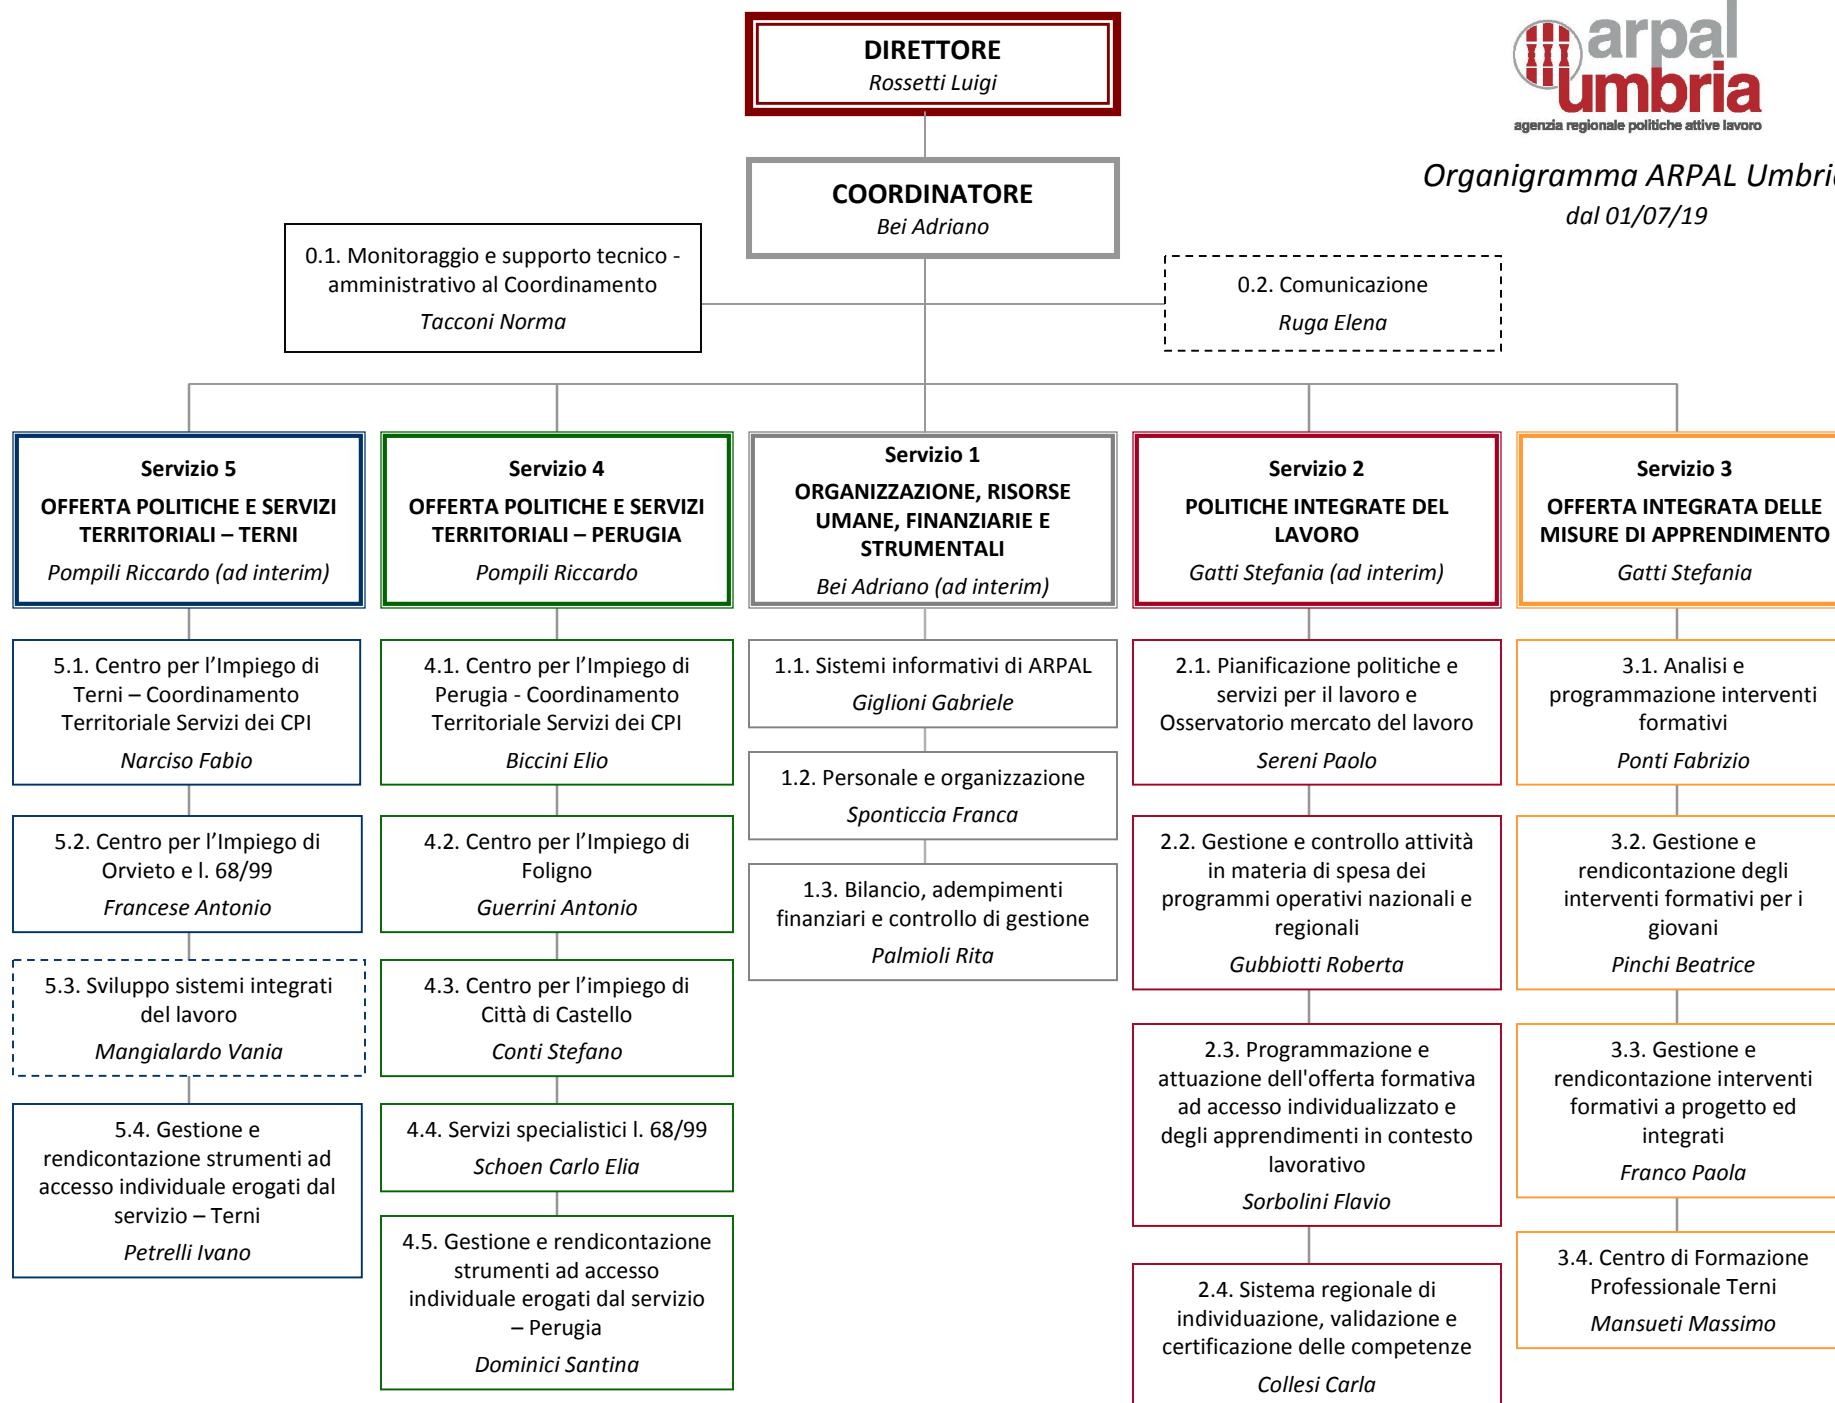 DIRETTORE
Rossetti Luigi
arpal
umbria
agenzia regionale politiche attive lavoro
Organigramma ARPAL Umbria
dal 01/07/19
COORDINATORE
Bei Adriano
0.1. Monitoraggio e supporto tecnico -
amministrativo al Coordinamento
Tacconi Norma
0.2. Comunicazione
Ruga Elena
Servizio 5
OFFERTA POLITICHE E SERVIZI
TERRITORIALI – TERNI
Pompili Riccardo (ad interim)
5.1. Centro per l’Impiego di
Terni – Coordinamento
Territoriale Servizi dei CPI
Narciso Fabio
5.2. Centro per l’Impiego di
Orvieto e l. 68/99
Francese Antonio
5.3. Sviluppo sistemi integrati
del lavoro
Mangialardo Vania
5.4. Gestione e
rendicontazione strumenti ad
accesso individuale erogati dal
servizio – Terni
Petrelli Ivano
Servizio 4
OFFERTA POLITICHE E SERVIZI
TERRITORIALI – PERUGIA
Pompili Riccardo
4.1. Centro per l’Impiego di
Perugia - Coordinamento
Territoriale Servizi dei CPI
Biccini Elio
4.2. Centro per l’Impiego di
Foligno
Guerrini Antonio
4.3. Centro per l’impiego di
Città di Castello
Conti Stefano
4.4. Servizi specialistici l. 68/99
Schoen Carlo Elia
4.5. Gestione e rendicontazione
strumenti ad accesso
individuale erogati dal servizio
– Perugia
Dominici Santina
Servizio 1
ORGANIZZAZIONE, RISORSE
UMANE, FINANZIARIE E
STRUMENTALI
Bei Adriano (ad interim)
1.1. Sistemi informativi di ARPAL
Giglioni Gabriele
1.2. Personale e organizzazione
Sponticcia Franca
1.3. Bilancio, adempimenti
finanziari e controllo di gestione
Palmioli Rita
Servizio 2
POLITICHE INTEGRATE DEL
LAVORO
Gatti Stefania (ad interim)
2.1. Pianificazione politiche e
servizi per il lavoro e
Osservatorio mercato del lavoro
Sereni Paolo
2.2. Gestione e controllo attività
in materia di spesa dei
programmi operativi nazionali e
regionali
Gubbiotti Roberta
2.3. Programmazione e
attuazione dell'offerta formativa
ad accesso individualizzato e
degli apprendimenti in contesto
lavorativo
Sorbolini Flavio
2.4. Sistema regionale di
individuazione, validazione e
certificazione delle competenze
Collesi Carla
Servizio 3
OFFERTA INTEGRATA DELLE
MISURE DI APPRENDIMENTO
Gatti Stefania
3.1. Analisi e
programmazione interventi
formativi
Ponti Fabrizio
3.2. Gestione e
rendicontazione degli
interventi formativi per i
giovani
Pinchi Beatrice
3.3. Gestione e
rendicontazione interventi
formativi a progetto ed
integrati
Franco Paola
3.4. Centro di Formazione
Professionale Terni
Mansueti Massimo